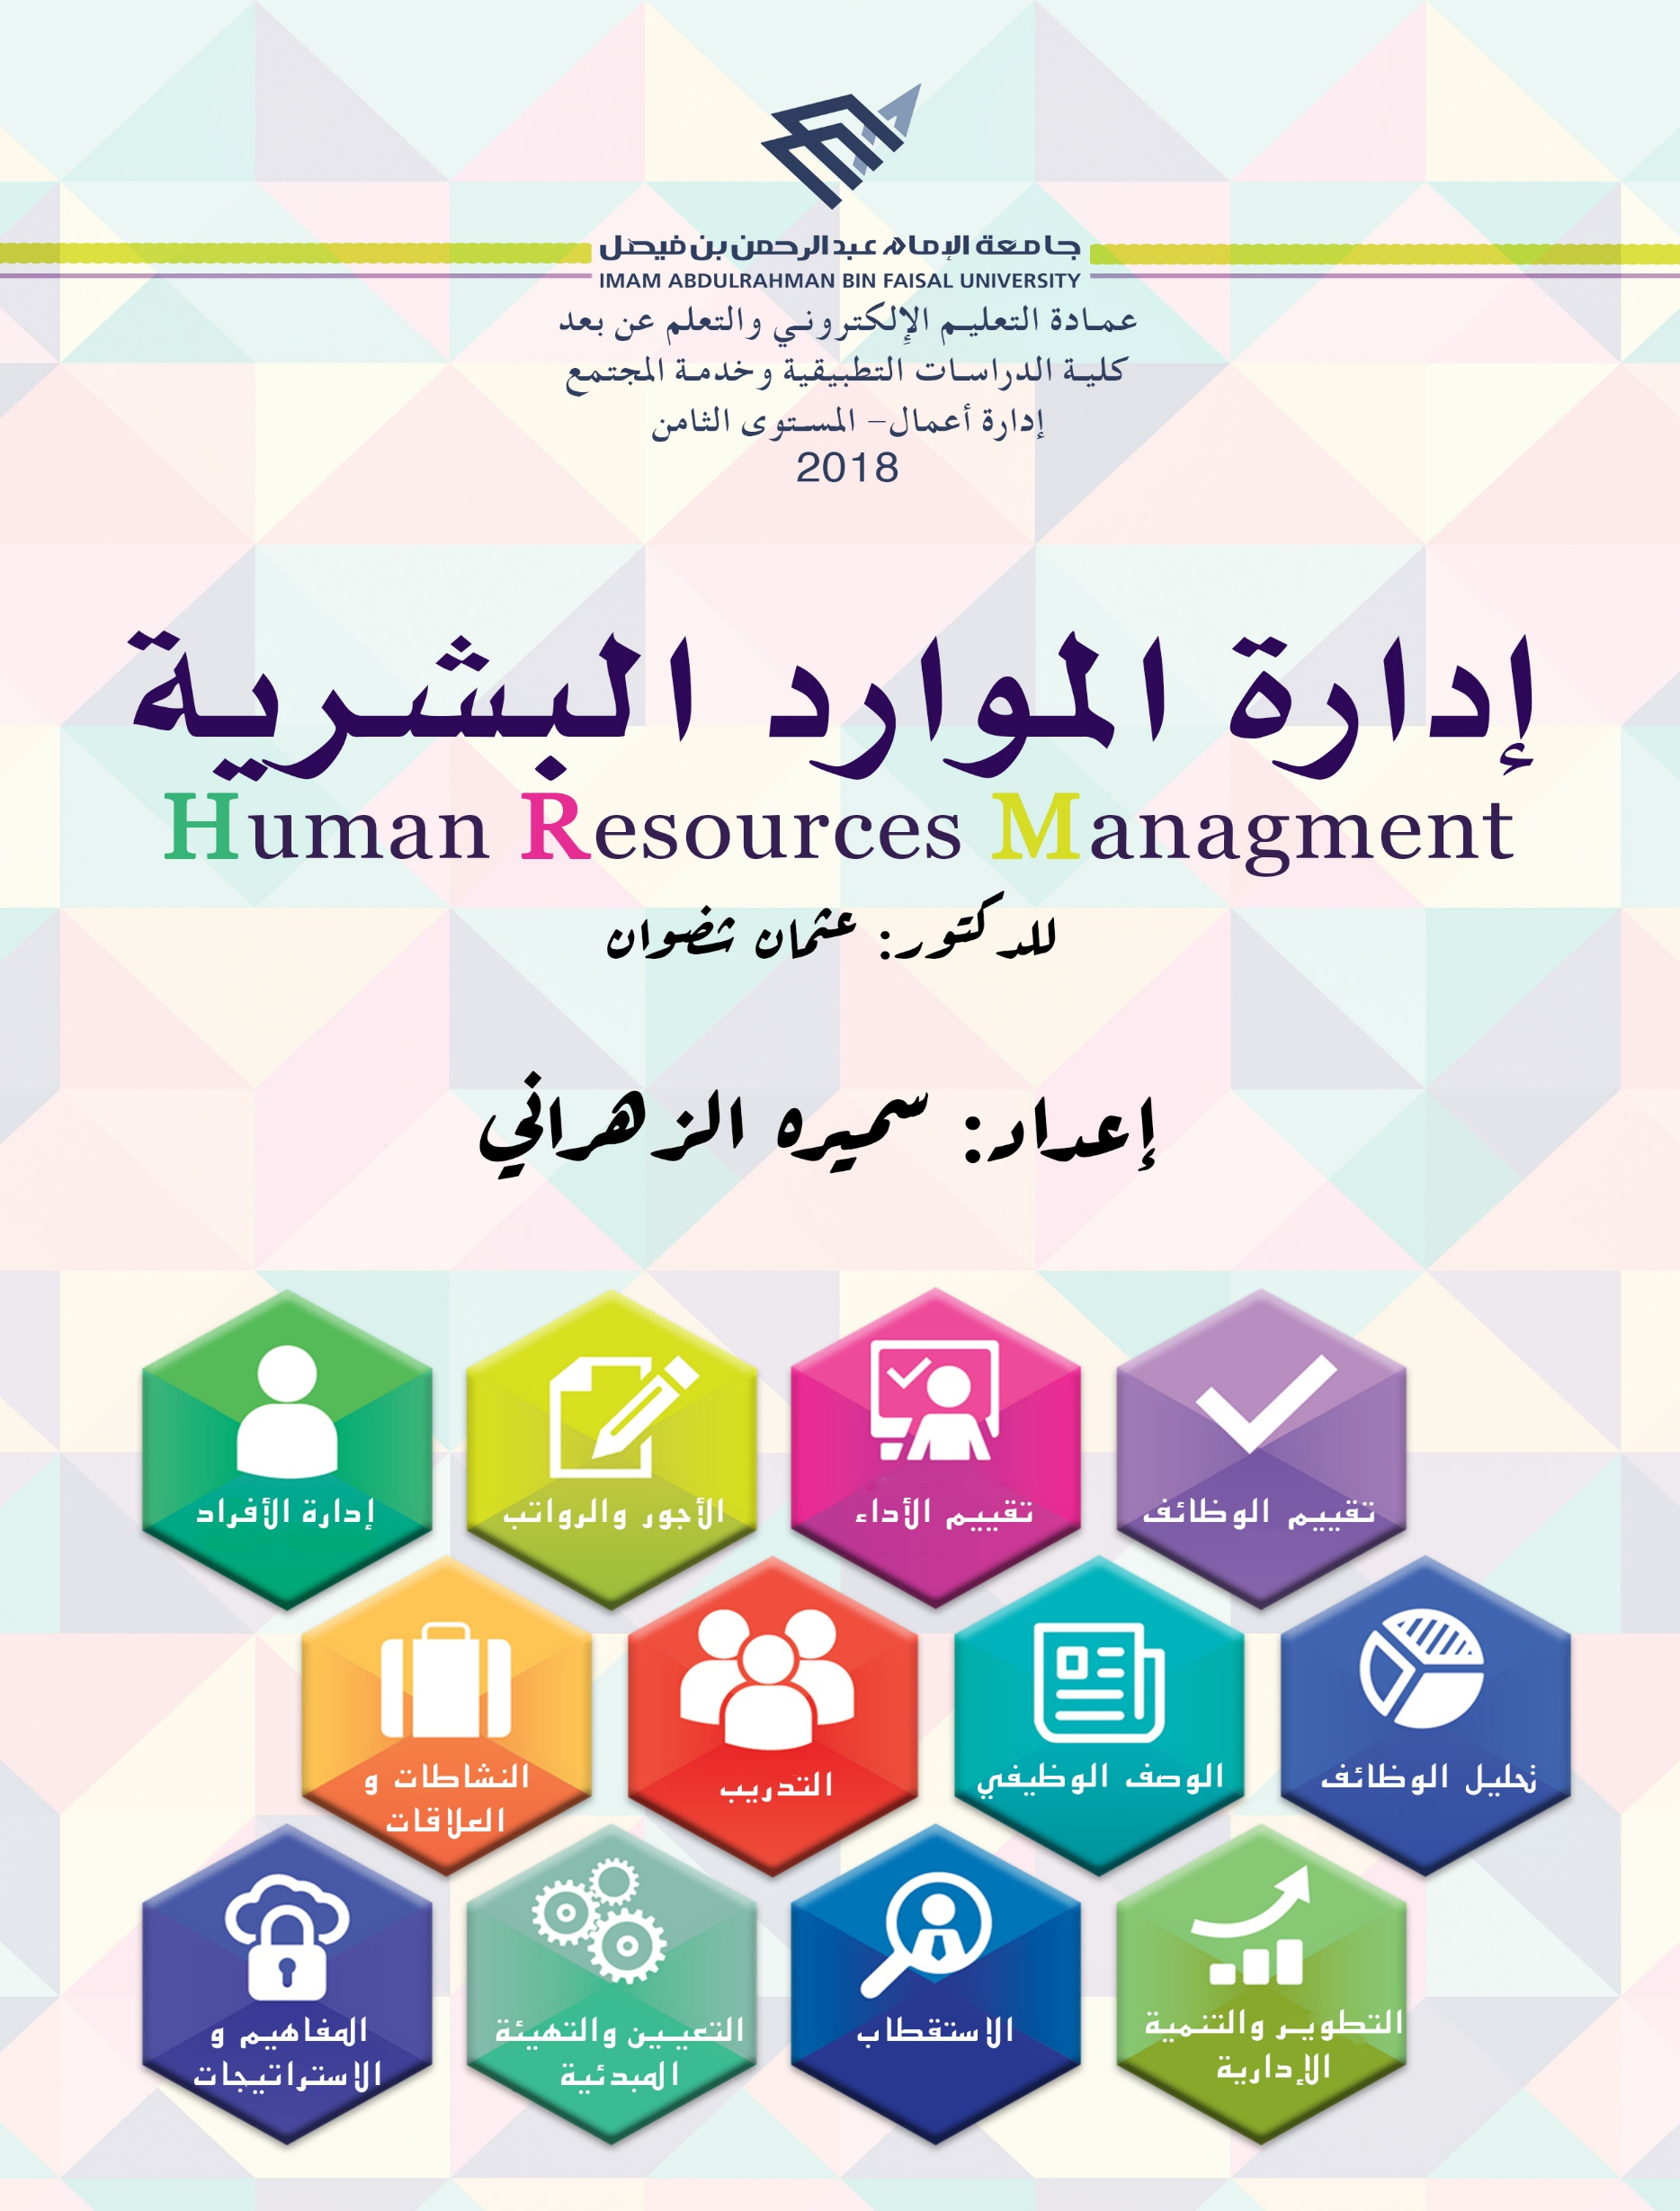 جامعة الإمام عبدالرحمن بن فيصل
IMAM ABDULRAHMAN BIN FAISAL UNIVERSITY
عمادة التعليم الإلكتروني والتعلم عن بعد
كلية الدراسات التطبيقية وخدمة المجتمع
إدارة أعمال- المستوى الثامن
2018
إدارة الموارد البشرية
Human Resources Managment
للدكتور: عثمان شضوان
إعداد: سميره الزهراني
تقييم الوظائف
تقييم الأداء
الأجور والرواتب
إدارة الأفراد
تحليل الوظائف
الوصف الوظيفي
التدريب
النشاطات و
العلاقات
التطوير والتنمية
الإدارية
الاستقطاب
التعيين والتهيئة
المبدئية
المفاهيم و
الاستراتيجات